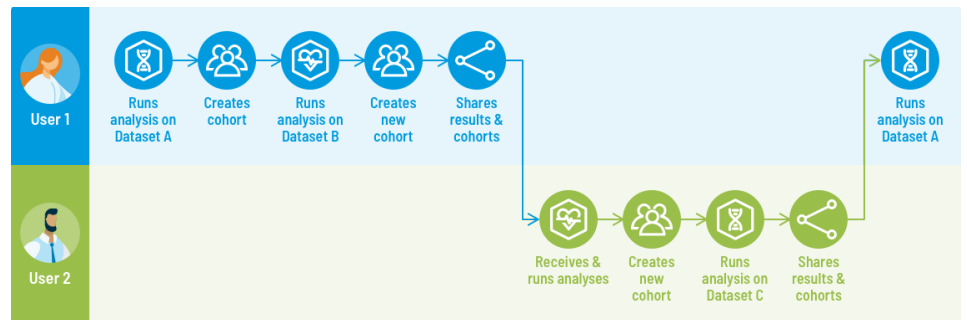 User 1
Runs
analysis on
Dataset A
Creates
cohort
Runs
analysis on
Dataset B
Creates
new
cohort
Shares
results &
cohorts
Runs
analysis on
Dataset A
User 2
Receives &
runs analyses
Creates
new
cohort
Runs
analysis on
Dataset C
Shares
results &
cohorts